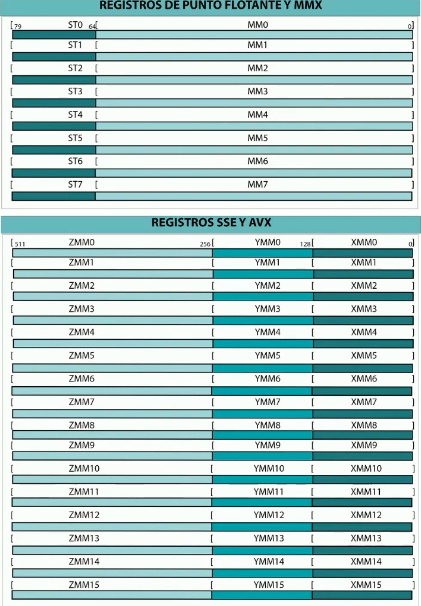 REGISTROS DE PUNTO FLOTANTE Y MMX
[79 ST0 64[ MM0 0]
[ ST1 [ MM1 ]
[ ST2 [ MM2 ]
[ ST3 [ MM3 ]
[ ST4 [ MM4 ]
[ ST5 [ MM5 ]
[ ST6 [ MM6 ]
[ ST7 [ MM7 ]
REGISTROS SSE Y AVX
[511 ZMM0 256[ YMM0 128[ XMM0 0]
[ ZMM1 [ YMM1 [ XMM1 ]
[ ZMM2 [ YMM2 [ XMM2 ]
[ ZMM3 [ YMM3 [ XMM3 ]
[ ZMM4 [ YMM4 [ XMM4 ]
[ ZMM5 [ YMM5 [ XMM5 ]
[ ZMM6 [ YMM6 [ XMM6 ]
[ ZMM7 [ YMM7 [ XMM7 ]
[ ZMM8 [ YMM8 [ XMM8 ]
[ ZMM9 [ YMM9 [ XMM9 ]
[ ZMM10 [ YMM10 [ XMM10 ]
[ ZMM11 [ YMM11 [ XMM11 ]
[ ZMM12 [ YMM12 [ XMM12 ]
[ ZMM13 [ YMM13 [ XMM13 ]
[ ZMM14 [ YMM14 [ XMM14 ]
[ ZMM15 [ YMM15 [ XMM15 ]